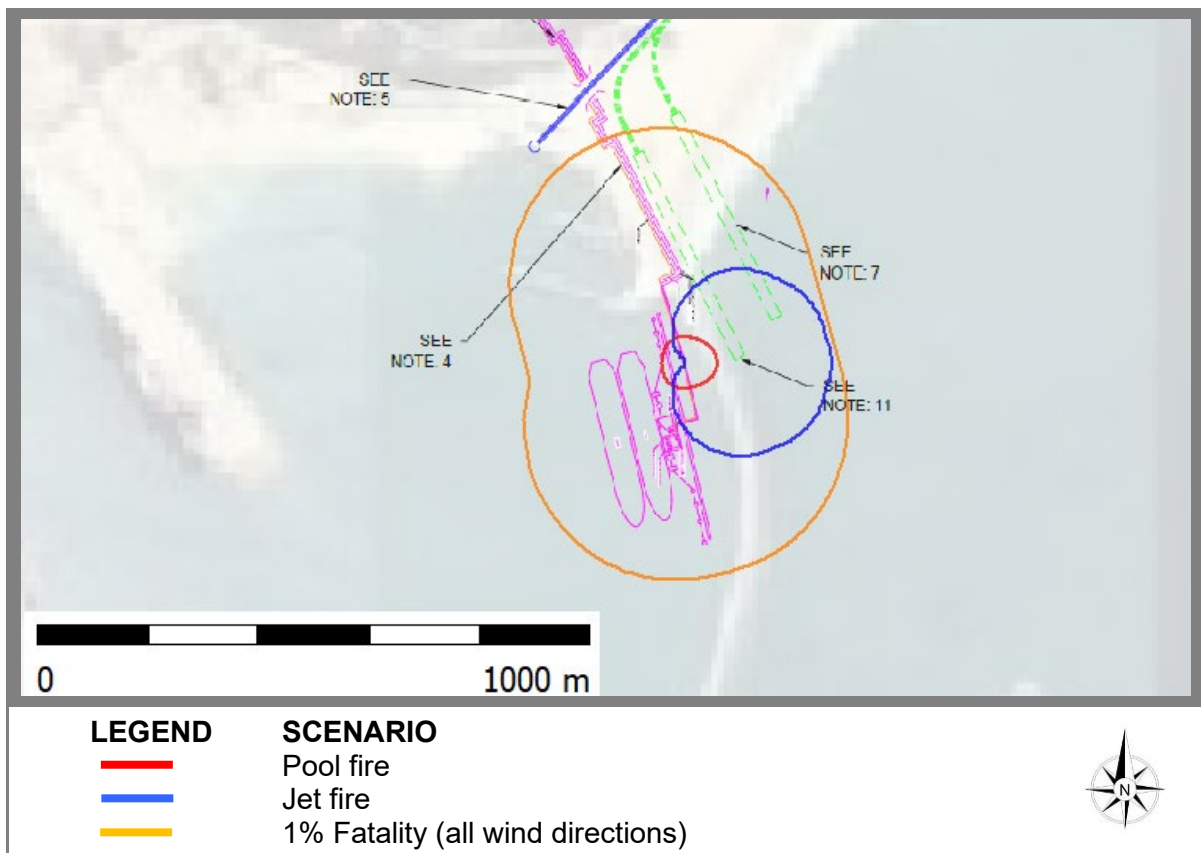 SEE
NOTE: 5
SEE
NOTE: 7
SEE
NOTE: 4
SEE
NOTE: 11
0 1000 m
LEGEND SCENARIO
Pool fire
Jet fire
1% Fatality (all wind directions)
N